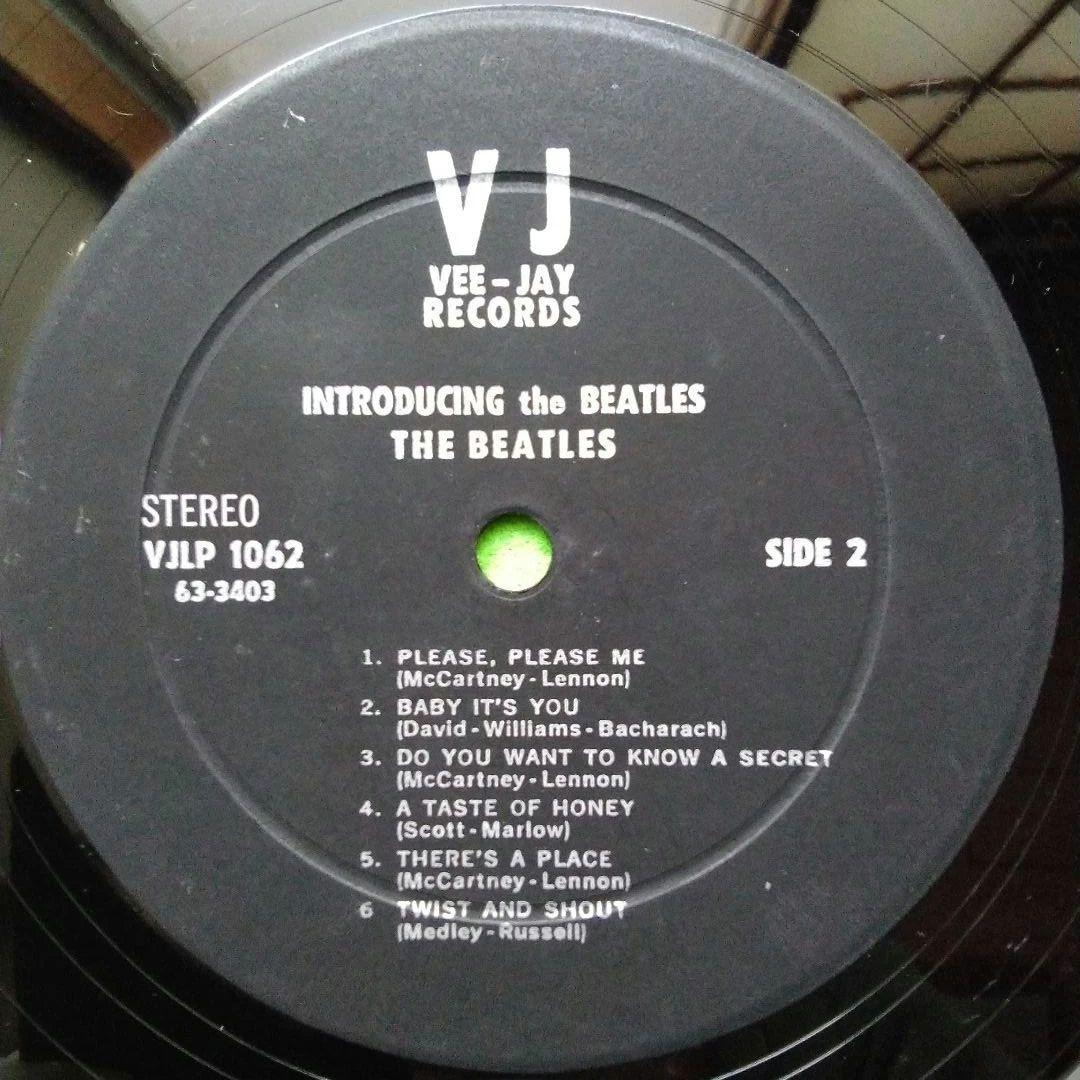 V J
VEE-JAY
RECORDS
INTRODUCING the BEATLES
THE BEATLES
STEREO
VJLP 1062
SIDE 2
63-3403
1. PLEASE, PLEASE ME
(McCartney-Lennon)
2. BABY IT'S YOU
(David-Williams-Bacharach)
3. DO YOU WANT TO KNOW A SECRET
(McCartney-Lennon)
4. A TASTE OF HONEY
(Scott-Marlow)
5. THERE'S A PLACE
(McCartney-Lennon)
6 TWIST AND SHOUT
(Medley-Russell)